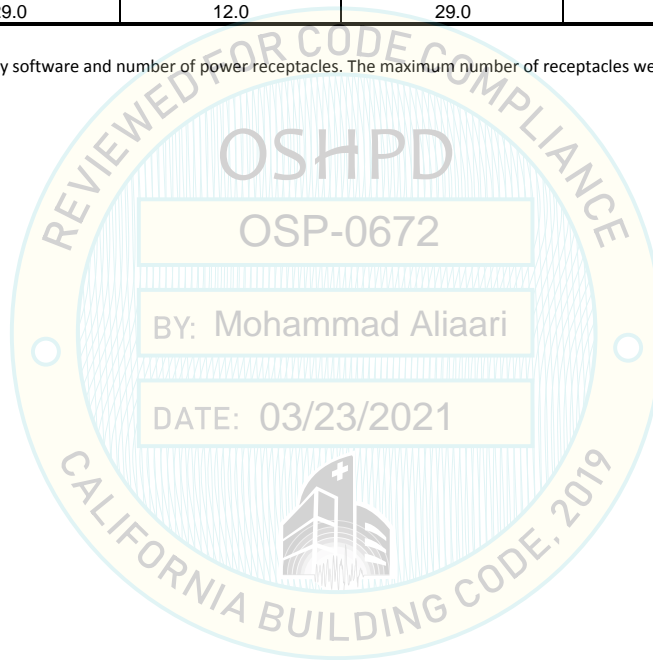 9.0 12.0 29.0
y software and number of power receptacles. The maximum number of receptacles we
REVIEWED FOR CODE COMPLIANCE
OSHPD
OSP-0672
BY: Mohammad Aliaari
DATE: 03/23/2021
CALIFORNIA BUILDING CODE, 2019